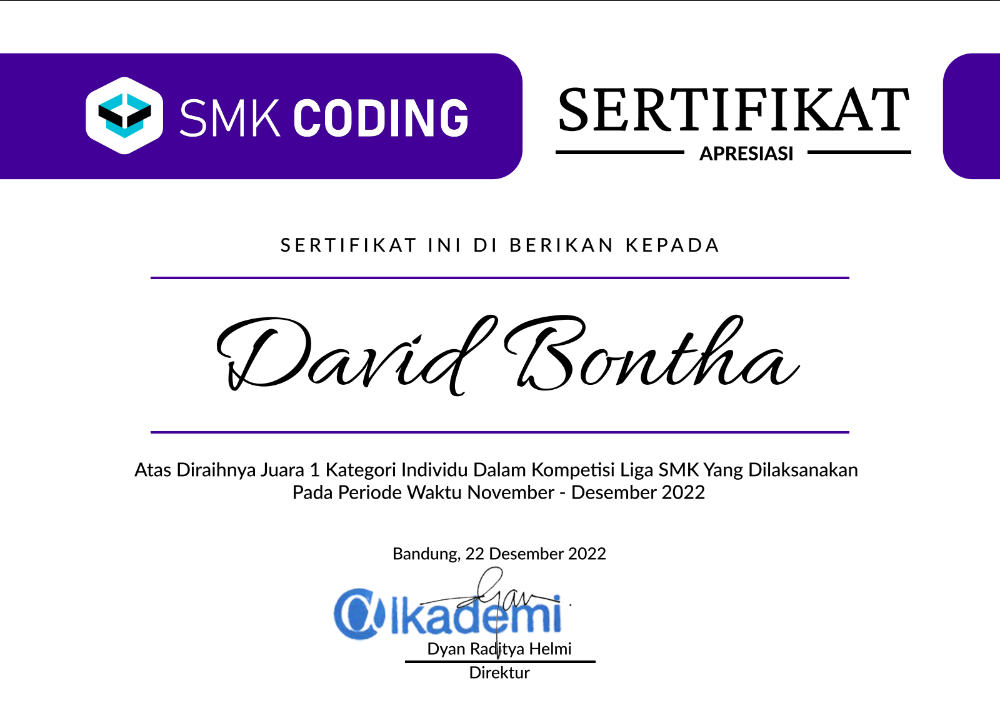 SMK CODING
SERTIFIKAT
APRESIASI
SERTIFIKAT INI DI BERIKAN KEPADA
David Bontha
Atas Diraihnya Juara 1 Kategori Individu Dalam Kompetisi Liga SMK Yang Dilaksanakan
Pada Periode Waktu November - Desember 2022
Bandung, 22 Desember 2022
@lkademi
Dyan Raditya Helmi
Direktur